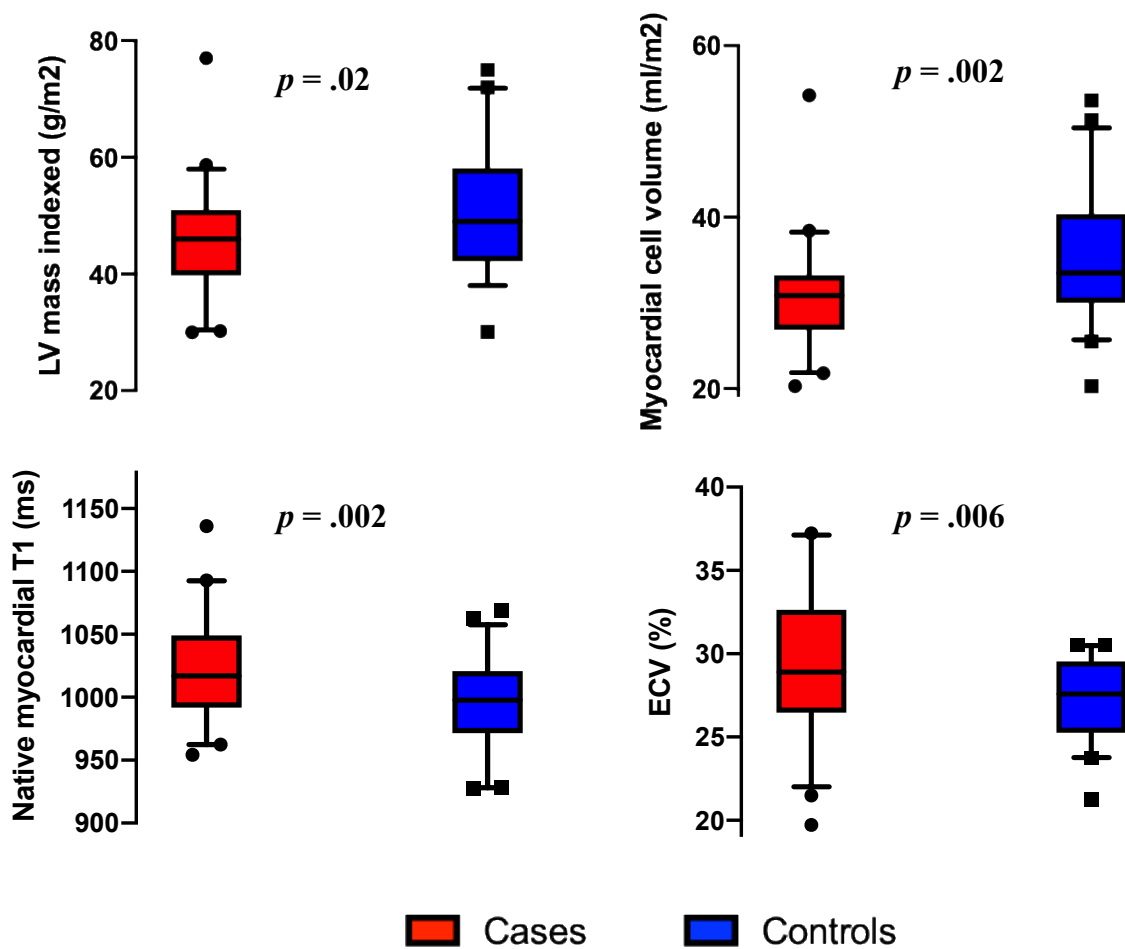 LV mass indexed (g/m2)
80
60
40
20
p = .02
Myocardial cell volume (ml/m2)
60
40
20
p = .002
Native myocardial T1 (ms)
1150
1100
1050
1000
950
900
p = .002
ECV (%)
40
35
30
25
20
p = .006
Cases
Controls